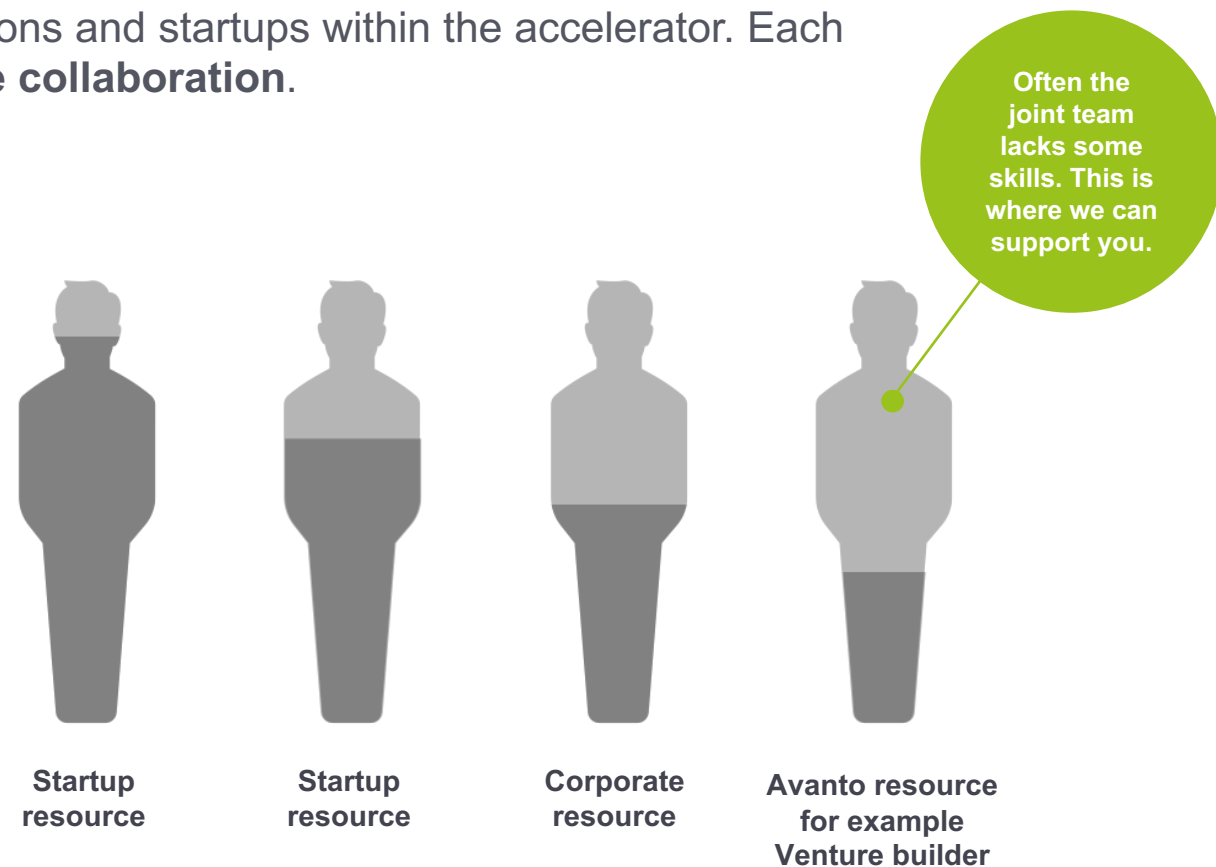 ons and startups within the accelerator. Each
collaboration.
Often the
joint team
lacks some
skills. This is
where we can
support you.
Startup
resource
Startup
resource
Corporate
resource
Avanto resource
for example
Venture builder